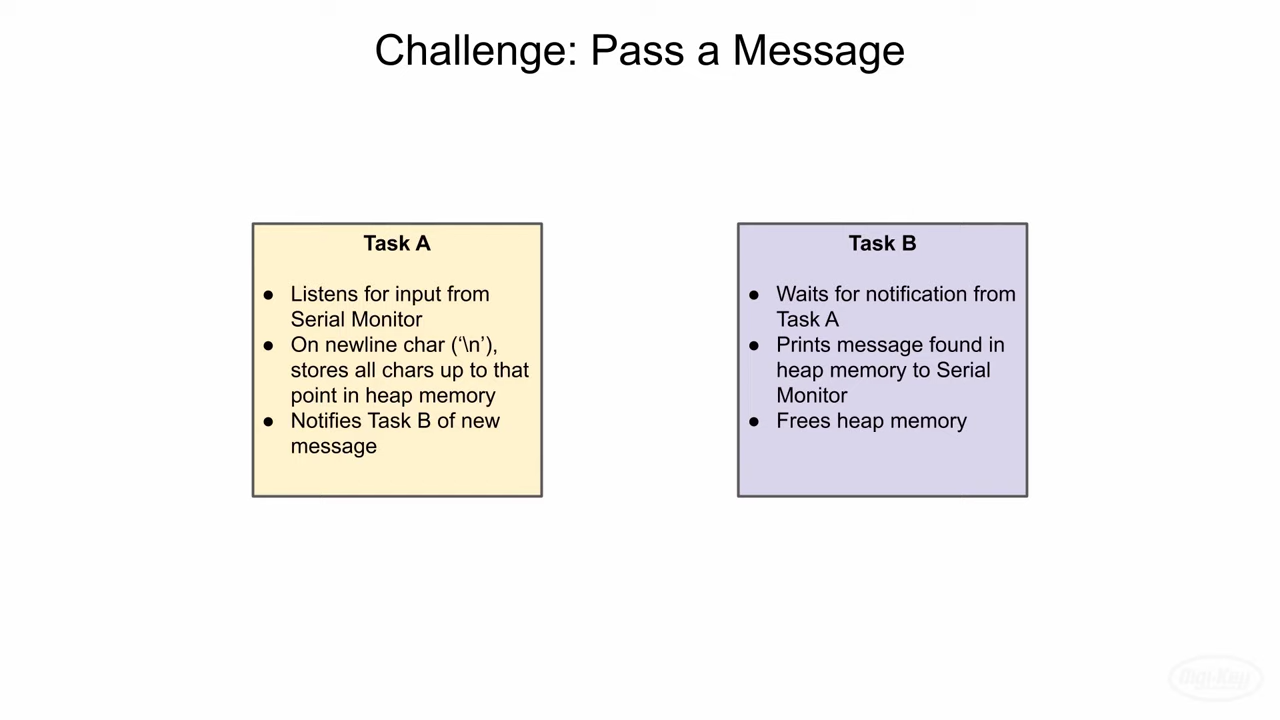 Challenge: Pass a Message
Task A
● Listens for input from
Serial Monitor
● On newline char (‘\n’),
stores all chars up to that
point in heap memory
● Notifies Task B of new
message
Task B
● Waits for notification from
Task A
● Prints message found in
heap memory to Serial
Monitor
● Frees heap memory
Digi-Key